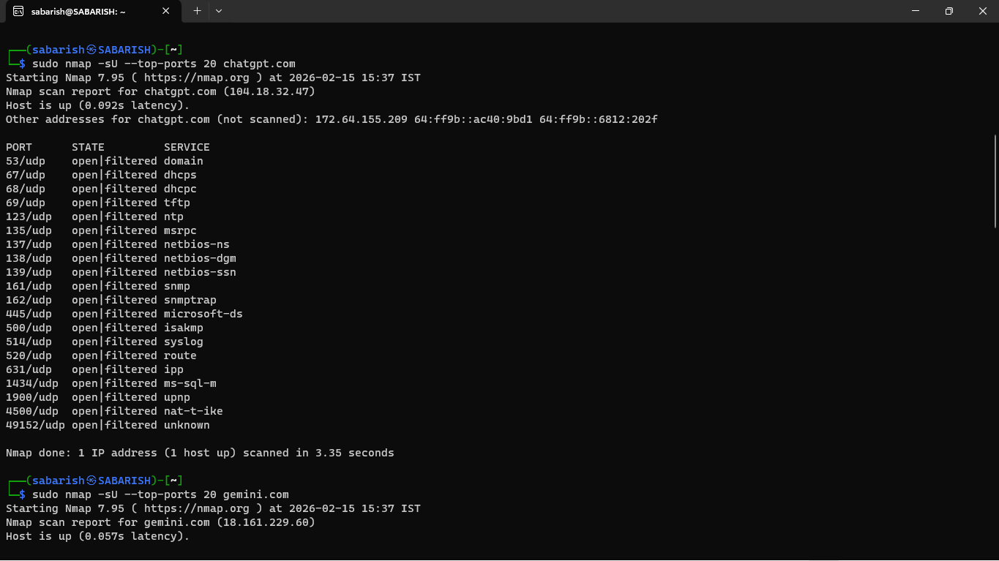 sabarish@SABARISH: ~
┌──(sabarish㉿SABARISH)-[~]
└─$ sudo nmap -sU --top-ports 20 chatgpt.com
Starting Nmap 7.95 ( https://nmap.org ) at 2026-02-15 15:37 IST
Nmap scan report for chatgpt.com (104.18.32.47)
Host is up (0.092s latency).
Other addresses for chatgpt.com (not scanned): 172.64.155.209 64:ff9b::ac40:9bd1 64:ff9b::6812:202f
PORT      STATE         SERVICE
53/udp    open|filtered domain
67/udp    open|filtered dhcps
68/udp    open|filtered dhcpc
69/udp    open|filtered tftp
123/udp   open|filtered ntp
135/udp   open|filtered msrpc
137/udp   open|filtered netbios-ns
138/udp   open|filtered netbios-dgm
139/udp   open|filtered netbios-ssn
161/udp   open|filtered snmp
162/udp   open|filtered snmptrap
445/udp   open|filtered microsoft-ds
500/udp   open|filtered isakmp
514/udp   open|filtered syslog
520/udp   open|filtered route
631/udp   open|filtered ipp
1434/udp  open|filtered ms-sql-m
1900/udp  open|filtered upnp
4500/udp  open|filtered nat-t-ike
49152/udp open|filtered unknown
Nmap done: 1 IP address (1 host up) scanned in 3.35 seconds
┌──(sabarish㉿SABARISH)-[~]
└─$ sudo nmap -sU --top-ports 20 gemini.com
Starting Nmap 7.95 ( https://nmap.org ) at 2026-02-15 15:37 IST
Nmap scan report for gemini.com (18.161.229.60)
Host is up (0.057s latency).